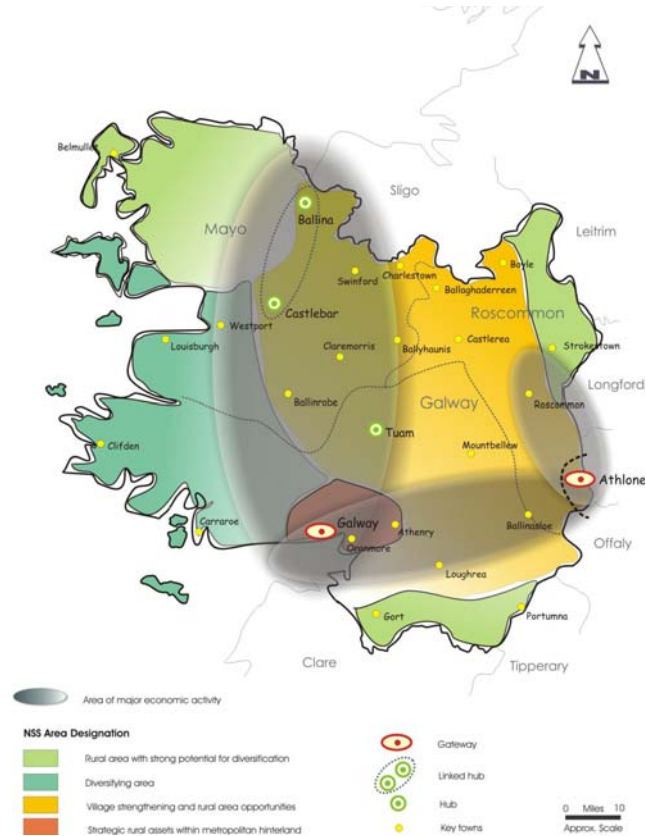 N
Belmullet
Sligo
Ballina
Mayo
Leitrim
Charlestown
Boyle
Swinford
Ballaghaderreen
Castlebar
Roscommon
Westport
Louisburgh
Claremorris
Ballyhaunis
Castlerea
Strokestown
Longford
Ballinrobe
Galway
Roscommon
Tuam
Clifden
Mountbellew
Athlone
Carraroe
Galway
Athenry
Ballinasloe
Oranmore
Offaly
Loughrea
Gort
Portumna
Clare
Tipperary
Area of major economic activity
NSS Area Designation
Rural area with strong potential for diversification
Diversifying area
Village strengthening and rural area opportunities
Strategic rural assets within metropolitan hinterland
Gateway
Linked hub
Hub
Key towns
0 Miles 10
Approx. Scale